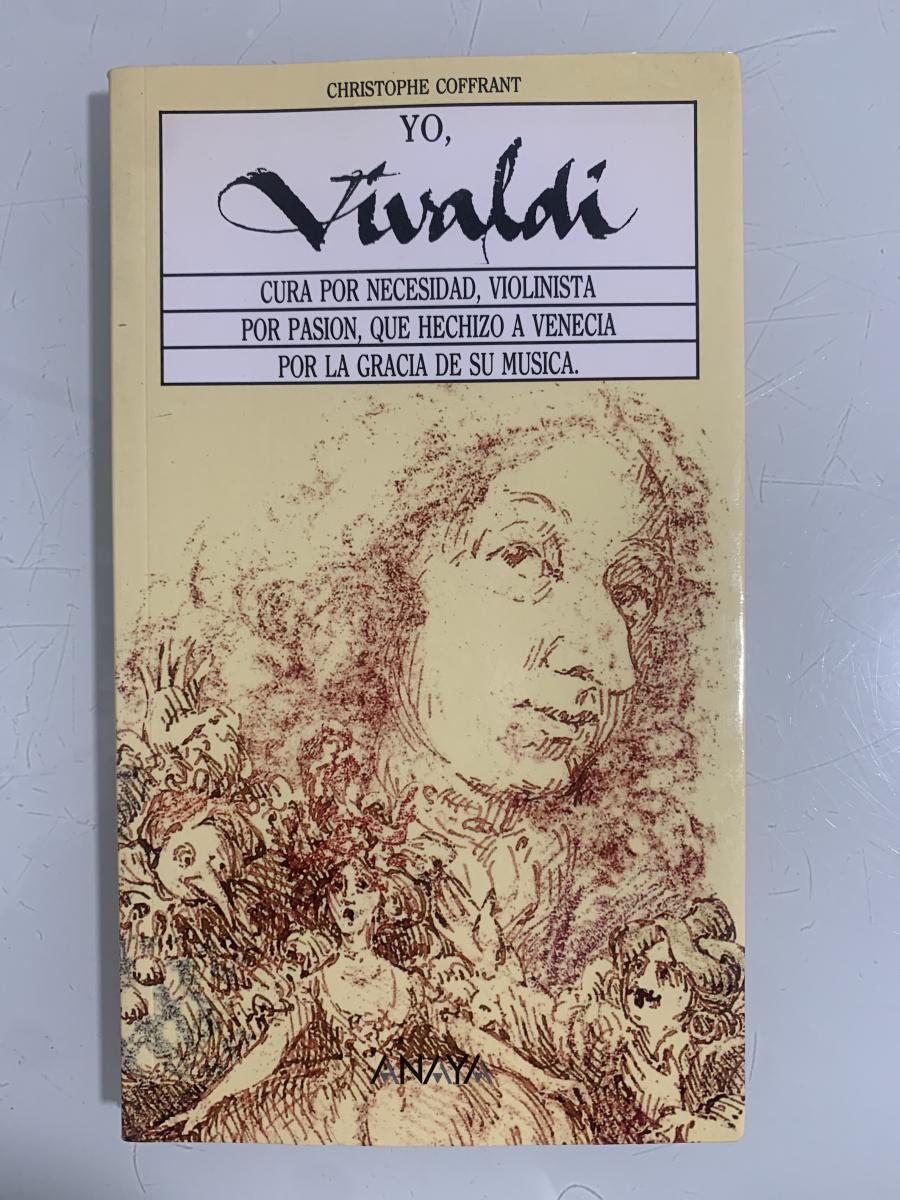 CHRISTOPHE COFFRANT
YO,
Vivaldi
CURA POR NECESIDAD, VIOLINISTA
POR PASION, QUE HECHIZO A VENECIA
POR LA GRACIA DE SU MUSICA.
ANAYA